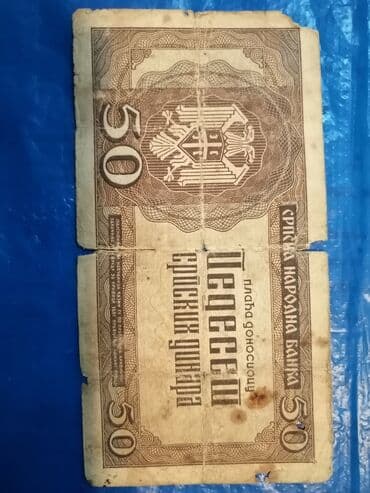 СРПСКА НАРОДНА БАНКА
50
50
плаћа доносиоцу
Педесет
српских динара
50